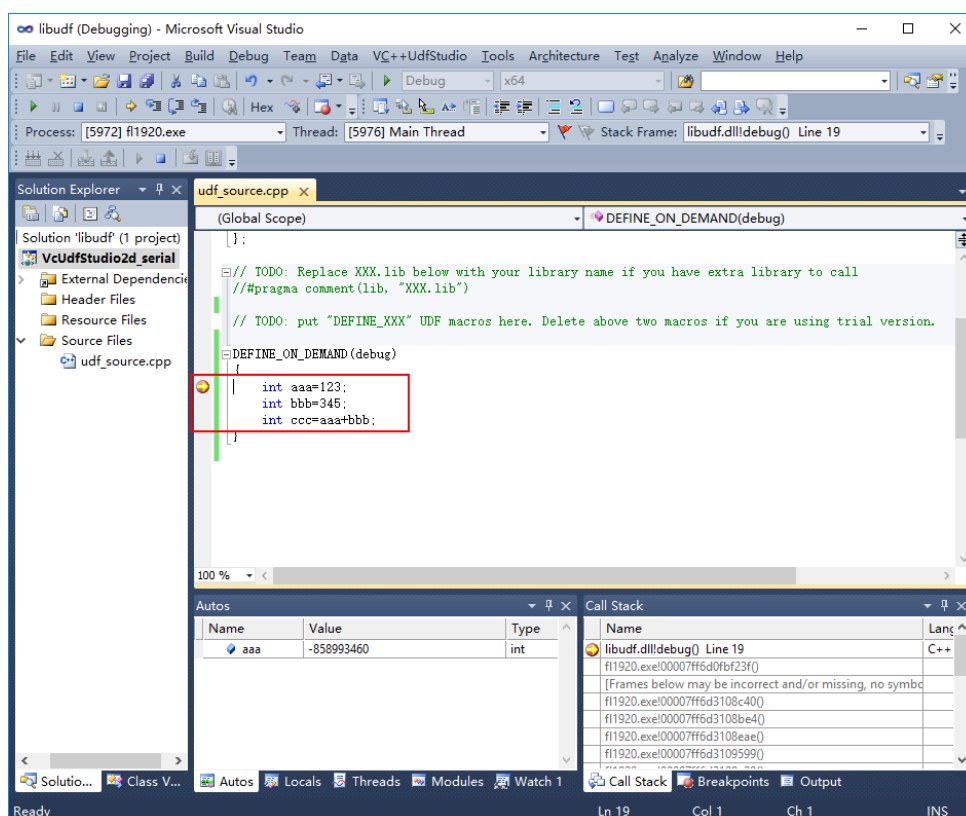 libudf (Debugging) - Microsoft Visual Studio
File Edit View Project Build Debug Team Data VC++UdfStudio Tools Architecture Test Analyze Window Help
Debug x64
Hex
Process: [5972] fl1920.exe Thread: [5976] Main Thread Stack Frame: libudf.dll!debug() Line 19
Solution Explorer
udf_source.cpp
(Global Scope) DEFINE_ON_DEMAND(debug)
Solution 'libudf' (1 project)
VcUdfStudio2d_serial
External Dependencie
Header Files
Resource Files
Source Files
udf_source.cpp
};
// TODO: Replace XXX.lib below with your library name if you have extra library to call
//#pragma comment(lib, "XXX.lib")
// TODO: put "DEFINE_XXX" UDF macros here. Delete above two macros if you are using trial version.
DEFINE_ON_DEMAND(debug)
{
int aaa=123;
int bbb=345;
int ccc=aaa+bbb;
}
100 %
Autos
Name Value Type
aaa -858993460 int
Call Stack
Name Lang
libudf.dll!debug() Line 19 C++
fl1920.exe!00007ff6d0fbf23f()
[Frames below may be incorrect and/or missing, no symbo
fl1920.exe!00007ff6d3108c40()
fl1920.exe!00007ff6d3108be4()
fl1920.exe!00007ff6d3108eae()
fl1920.exe!00007ff6d3109599()
Solutio... Class V... Autos Locals Threads Modules Watch 1 Call Stack Breakpoints Output
Ready Ln 19 Col 1 Ch 1 INS